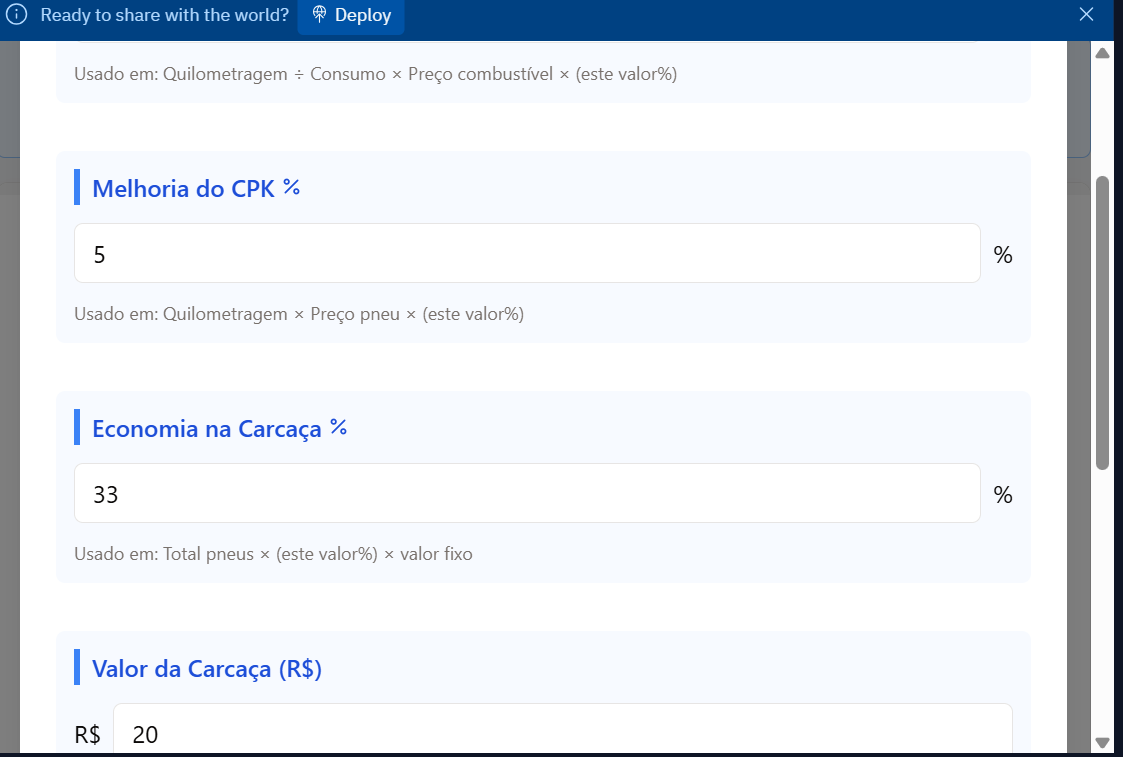 Ready to share with the world? Deploy
Usado em: Quilometragem ÷ Consumo × Preço combustível × (este valor%)
Melhoria do CPK %
5 %
Usado em: Quilometragem × Preço pneu × (este valor%)
Economia na Carcaça %
33 %
Usado em: Total pneus × (este valor%) × valor fixo
Valor da Carcaça (R$)
R$ 20